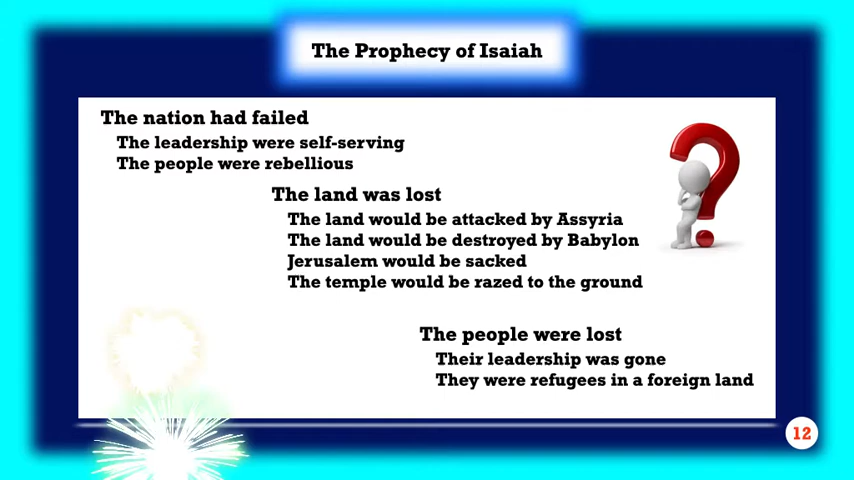 The Prophecy of Isaiah
The nation had failed
The leadership were self-serving
The people were rebellious
The land was lost
The land would be attacked by Assyria
The land would be destroyed by Babylon
Jerusalem would be sacked
The temple would be razed to the ground
The people were lost
Their leadership was gone
They were refugees in a foreign land
12